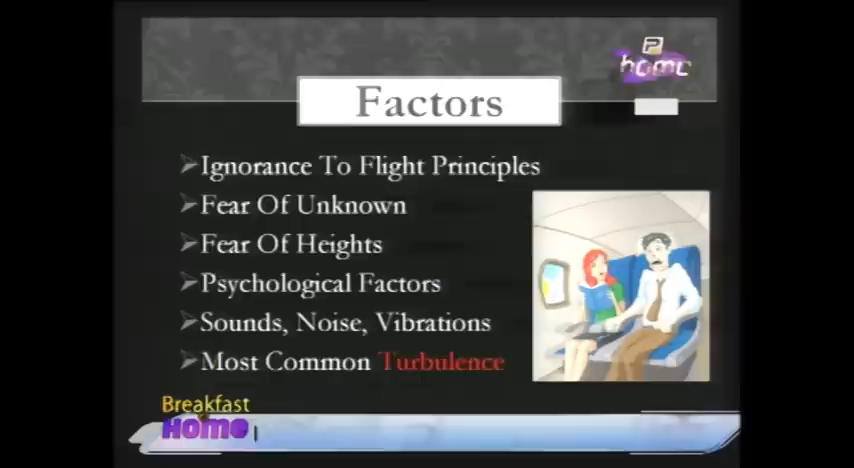 P
home
Factors
Ignorance To Flight Principles
Fear Of Unknown
Fear Of Heights
Psychological Factors
Sounds, Noise, Vibrations
Most Common Turbulence
Breakfast
HOME